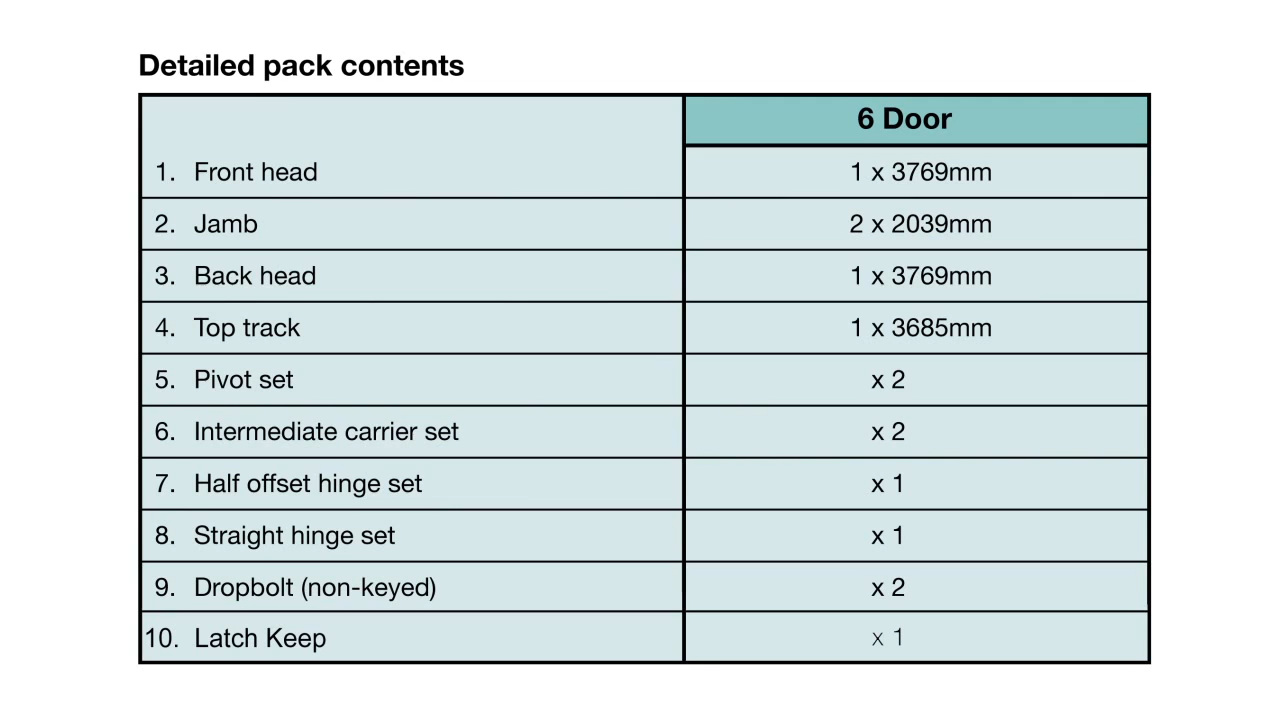 Detailed pack contents
6 Door
1. Front head 1 x 3769mm
2. Jamb 2 x 2039mm
3. Back head 1 x 3769mm
4. Top track 1 x 3685mm
5. Pivot set x 2
6. Intermediate carrier set x 2
7. Half offset hinge set x 1
8. Straight hinge set x 1
9. Dropbolt (non-keyed) x 2
10. Latch Keep x 1